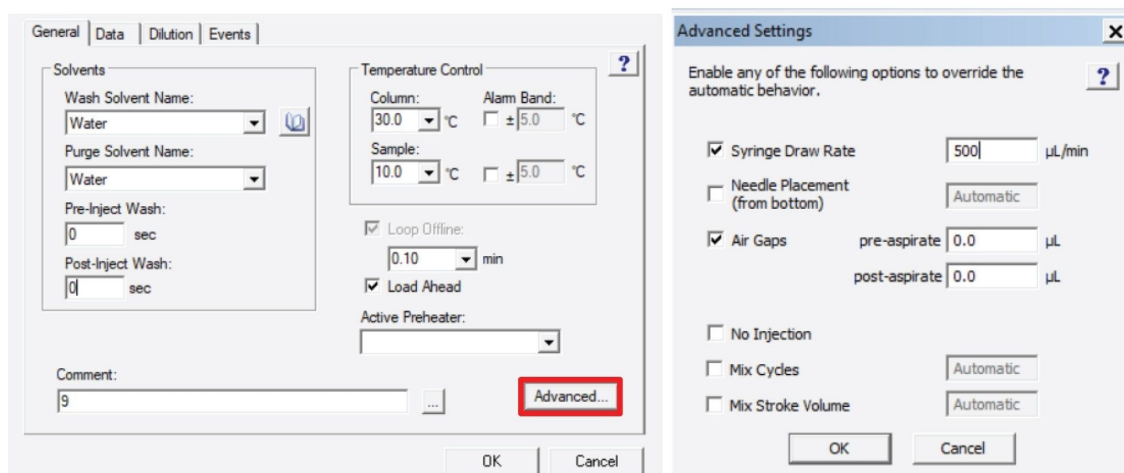 General Data Dilution Events
?
Solvents
Wash Solvent Name:
Water
Purge Solvent Name:
Water
Pre-Inject Wash:
0 sec
Post-Inject Wash:
0 sec
Temperature Control
Column: Alarm Band:
30.0 °C ± 5.0 °C
Sample:
10.0 °C ± 5.0 °C
Loop Offline:
0.10 min
Load Ahead
Active Preheater:
Comment:
9
...
Advanced...
OK Cancel
Advanced Settings
Enable any of the following options to override the
automatic behavior.
?
Syringe Draw Rate 500 µL/min
Needle Placement
(from bottom) Automatic
Air Gaps pre-aspirate 0.0 µL
post-aspirate 0.0 µL
No Injection
Mix Cycles Automatic
Mix Stroke Volume Automatic
OK Cancel